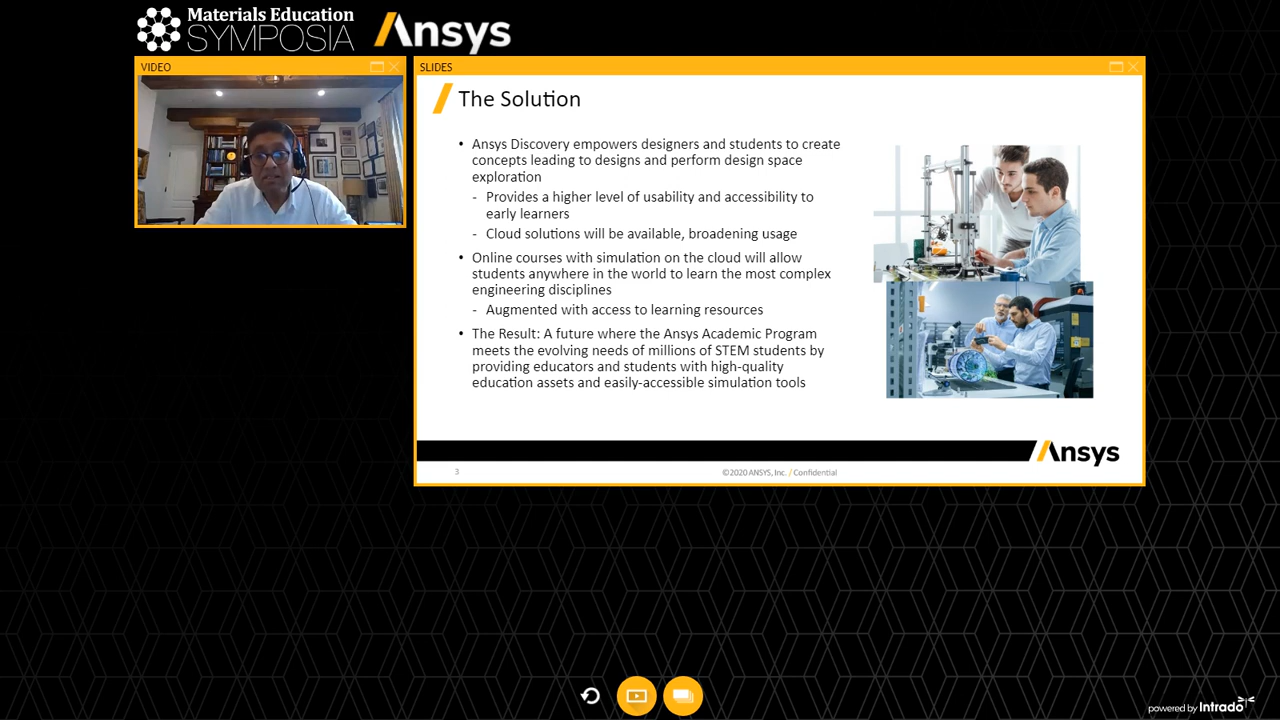 Materials Education
SYMPOSIA
Ansys
VIDEO
SLIDES
The Solution
• Ansys Discovery empowers designers and students to create
concepts leading to designs and perform design space
exploration
- Provides a higher level of usability and accessibility to
early learners
- Cloud solutions will be available, broadening usage
• Online courses with simulation on the cloud will allow
students anywhere in the world to learn the most complex
engineering disciplines
- Augmented with access to learning resources
• The Result: A future where the Ansys Academic Program
meets the evolving needs of millions of STEM students by
providing educators and students with high-quality
education assets and easily-accessible simulation tools
Ansys
3
©2020 ANSYS, Inc. / Confidential
powered by Intrado